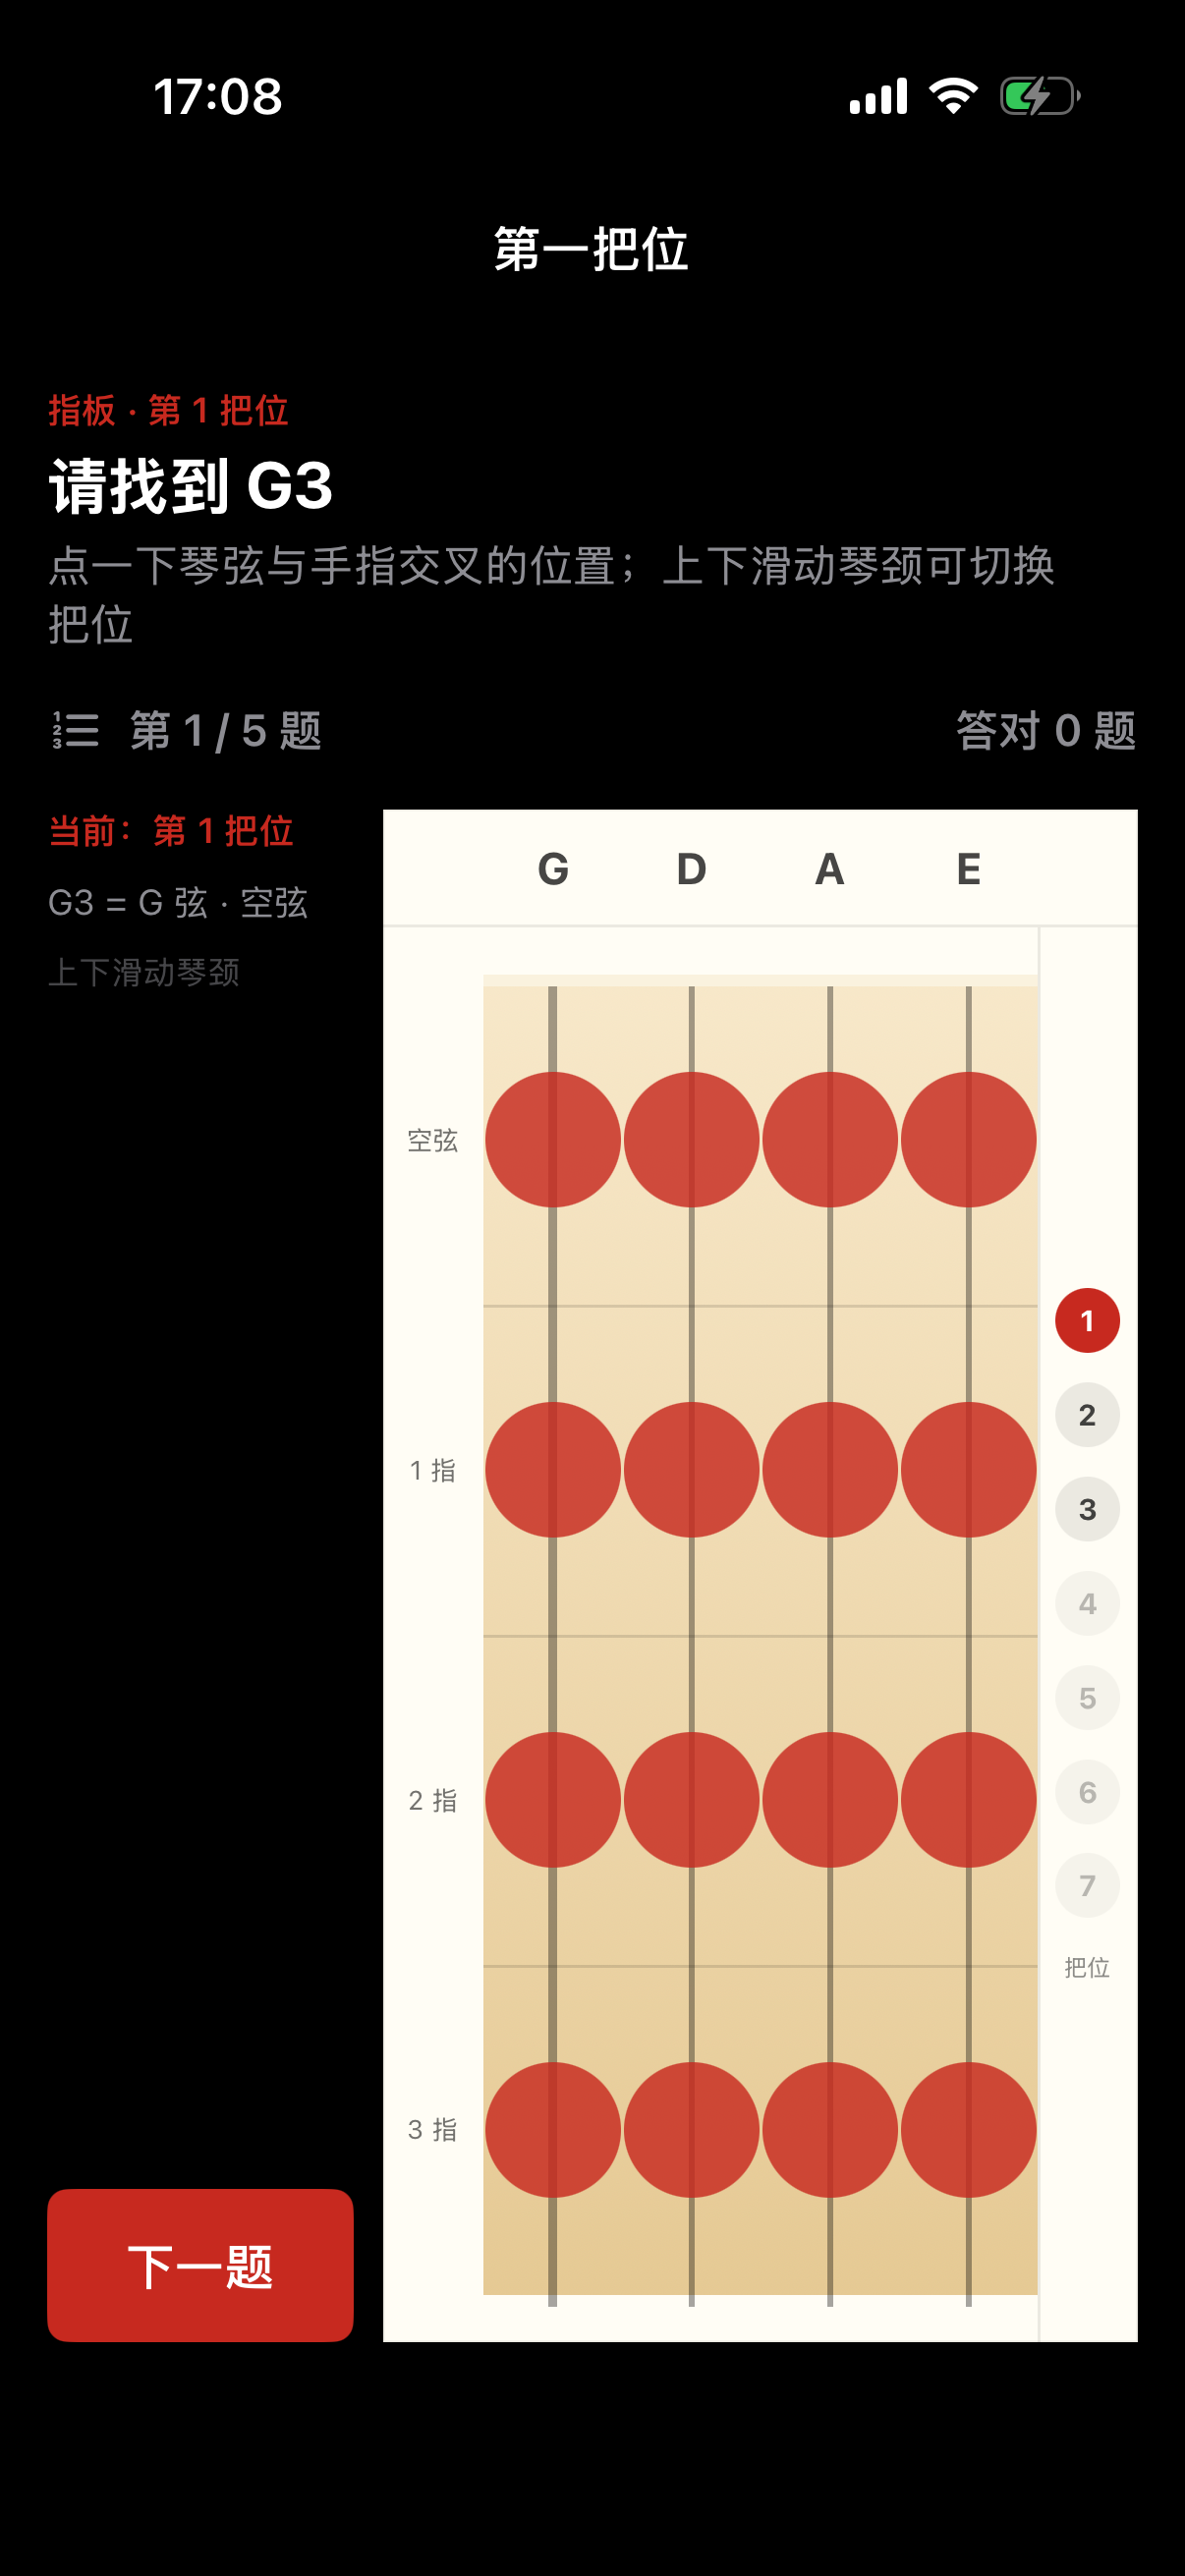 17:08
第一把位
指板 · 第 1 把位
请找到 G3
点一下琴弦与手指交叉的位置；上下滑动琴颈可切换
把位
第 1 / 5 题
答对 0 题
当前：第 1 把位
G3 = G 弦 · 空弦
上下滑动琴颈
G D A E
空弦
1 指
2 指
3 指
1
2
3
4
5
6
7
把位
下一题